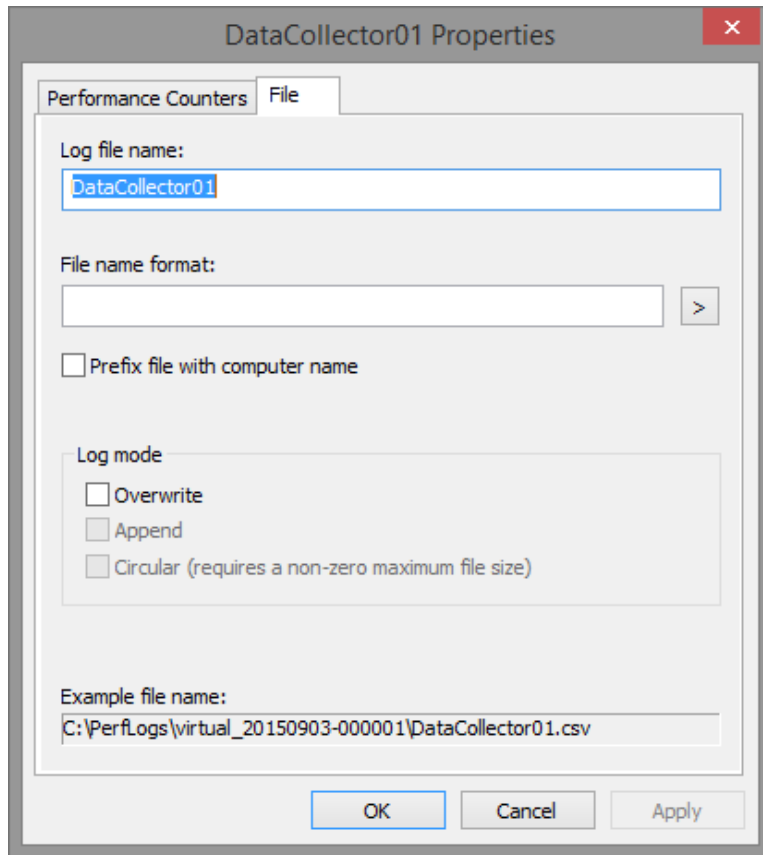 DataCollector01 Properties
Performance Counters
File
Log file name:
DataCollector01
File name format:
>
Prefix file with computer name
Log mode
Overwrite
Append
Circular (requires a non-zero maximum file size)
Example file name:
C:\PerfLogs\virtual_20150903-000001\DataCollector01.csv
OK
Cancel
Apply